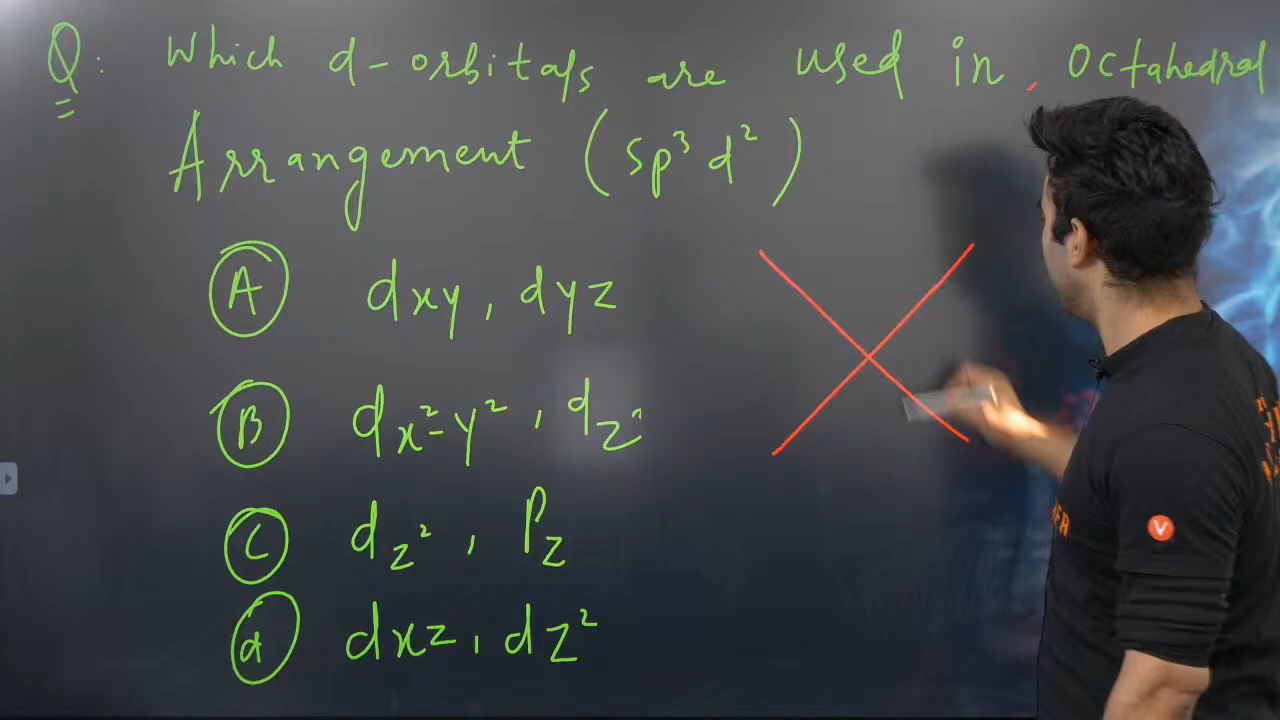 Q: Which d-orbitals are used in octahedral
Arrangement (sp³d²)
A dxy, dyz
B dx²-y², dz²
C dz², Pz
d dxz, dz²
V